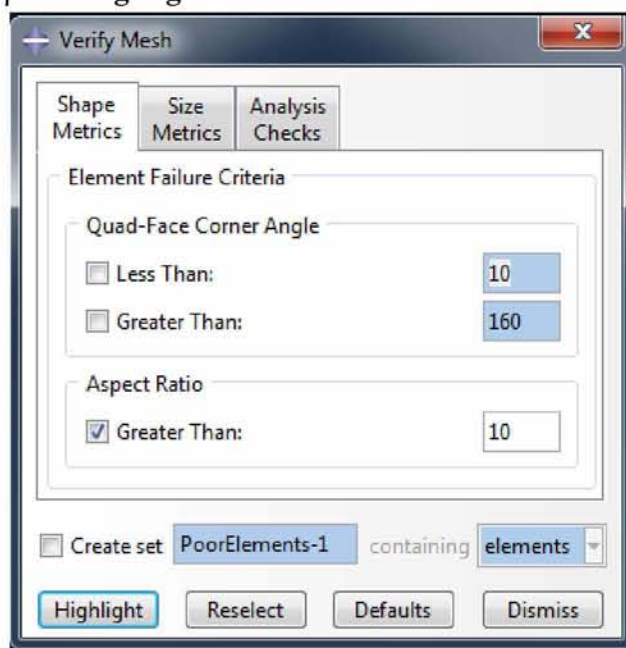 Verify Mesh
Shape Metrics
Size Metrics
Analysis Checks
Element Failure Criteria
Quad-Face Corner Angle
Less Than: 10
Greater Than: 160
Aspect Ratio
Greater Than: 10
Create set PoorElements-1 containing elements
Highlight Reselect Defaults Dismiss